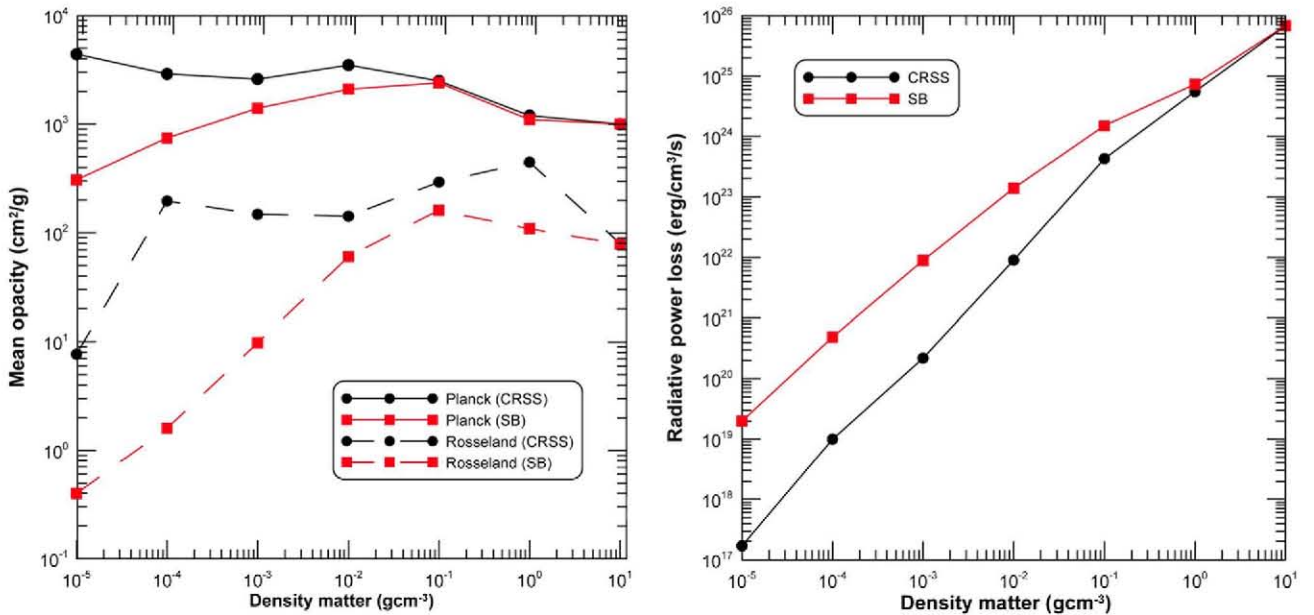 Mean opacity (cm²/g)
10⁴
10³
10²
10¹
10⁰
10⁻¹
Planck (CRSS)
Planck (SB)
Rosseland (CRSS)
Rosseland (SB)
10⁻⁵ 10⁻⁴ 10⁻³ 10⁻² 10⁻¹ 10⁰ 10¹
Density matter (gcm⁻³)
Radiative power loss (erg/cm³/s)
10²⁶
10²⁵
10²⁴
10²³
10²²
10²¹
10²⁰
10¹⁹
10¹⁸
10¹⁷
CRSS
SB
10⁻⁵ 10⁻⁴ 10⁻³ 10⁻² 10⁻¹ 10⁰ 10¹
Density matter (gcm⁻³)